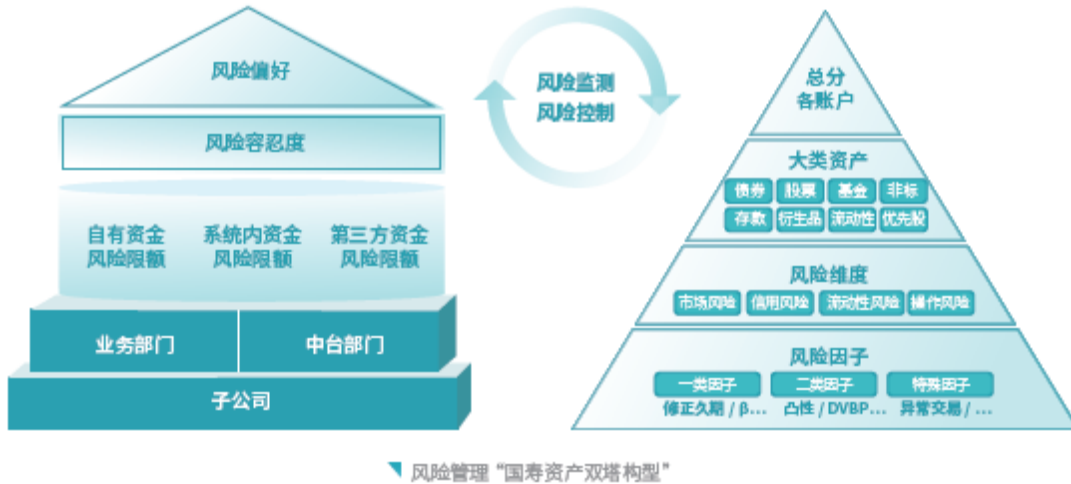 风险偏好
风险容忍度
自有资金
风险限额
系统内资金
风险限额
第三方资金
风险限额
业务部门
中台部门
子公司
风险监测
风险控制
总分
各账户
大类资产
债券 股票 基金 非标
存款 衍生品 流动性 优先股
风险维度
市场风险 信用风险 流动性风险 操作风险
风险因子
一类因子 二类因子 特殊因子
修正久期 / β... 凸性 / DVBP... 异常交易 / ...
风险管理 “国寿资产双塔构型”